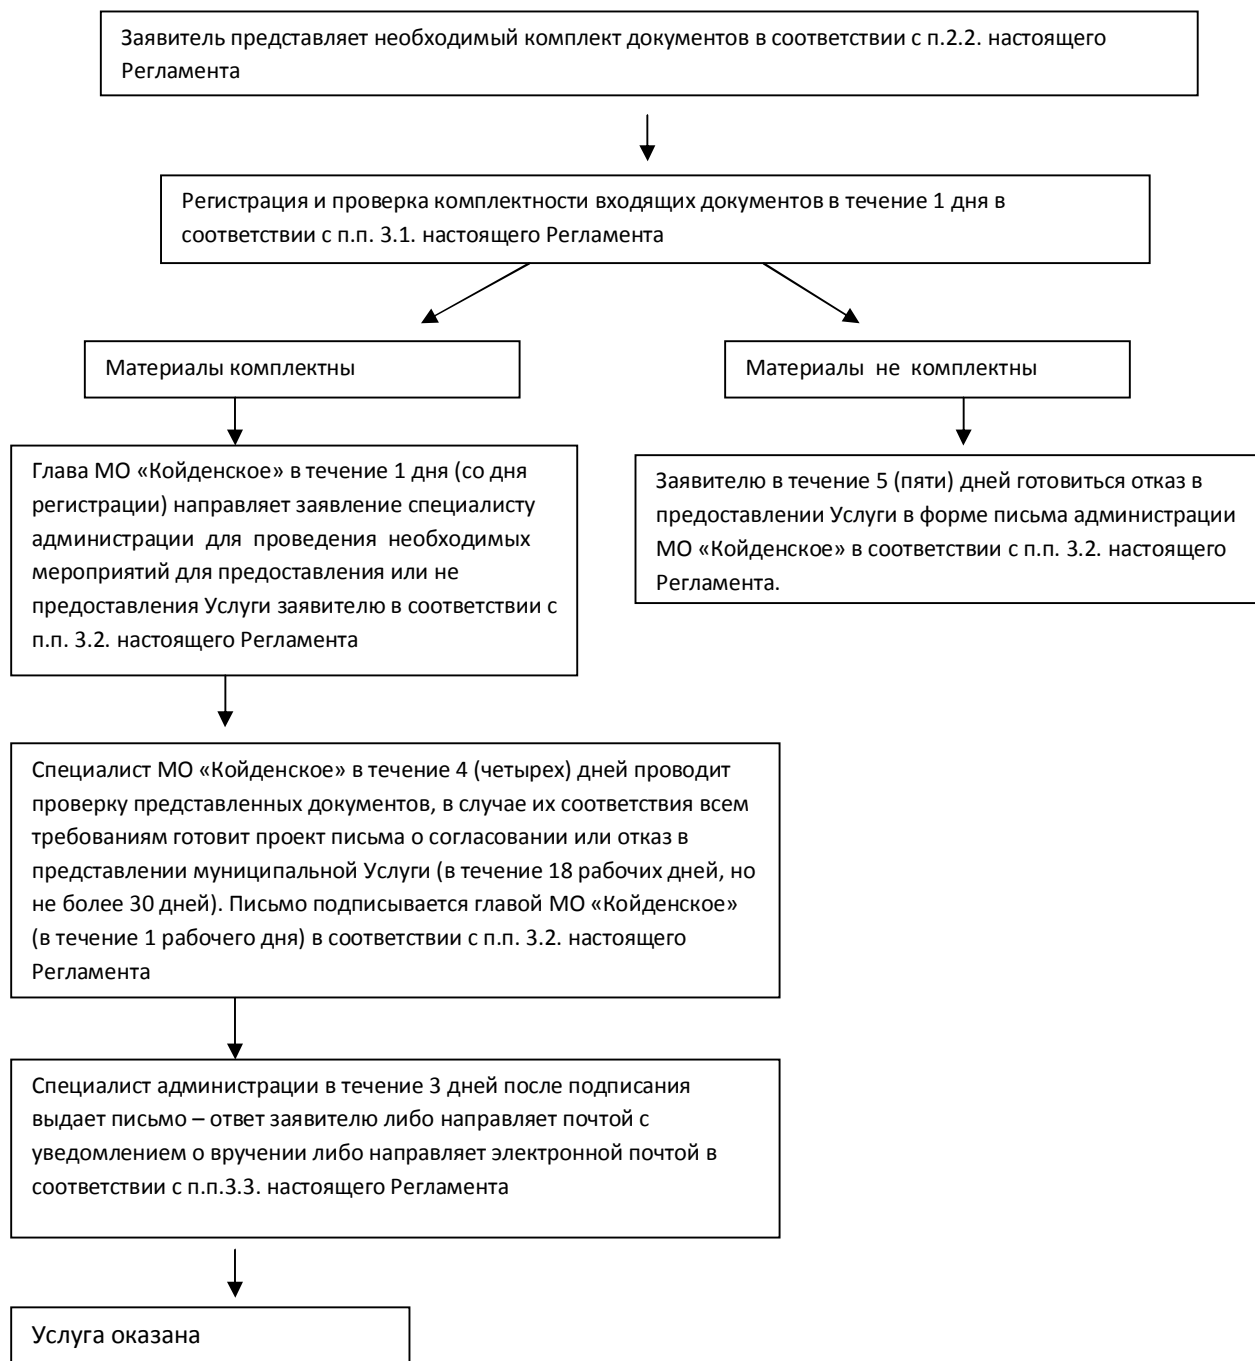 Заявитель представляет необходимый комплект документов в соответствии с п.2.2. настоящего
Регламента
Регистрация и проверка комплектности входящих документов в течение 1 дня в
соответствии с п.п. 3.1. настоящего Регламента
Материалы комплектны
Материалы не комплектны
Глава МО «Койденское» в течение 1 дня (со дня
регистрации) направляет заявление специалисту
администрации для проведения необходимых
мероприятий для предоставления или не
предоставления Услуги заявителю в соответствии с
п.п. 3.2. настоящего Регламента
Заявителю в течение 5 (пяти) дней готовиться отказ в
предоставлении Услуги в форме письма администрации
МО «Койденское» в соответствии с п.п. 3.2. настоящего
Регламента.
Специалист МО «Койденское» в течение 4 (четырех) дней проводит
проверку представленных документов, в случае их соответствия всем
требованиям готовит проект письма о согласовании или отказ в
представлении муниципальной Услуги (в течение 18 рабочих дней, но
не более 30 дней). Письмо подписывается главой МО «Койденское»
(в течение 1 рабочего дня) в соответствии с п.п. 3.2. настоящего
Регламента
Специалист администрации в течение 3 дней после подписания
выдает письмо – ответ заявителю либо направляет почтой с
уведомлением о вручении либо направляет электронной почтой в
соответствии с п.п.3.3. настоящего Регламента
Услуга оказана